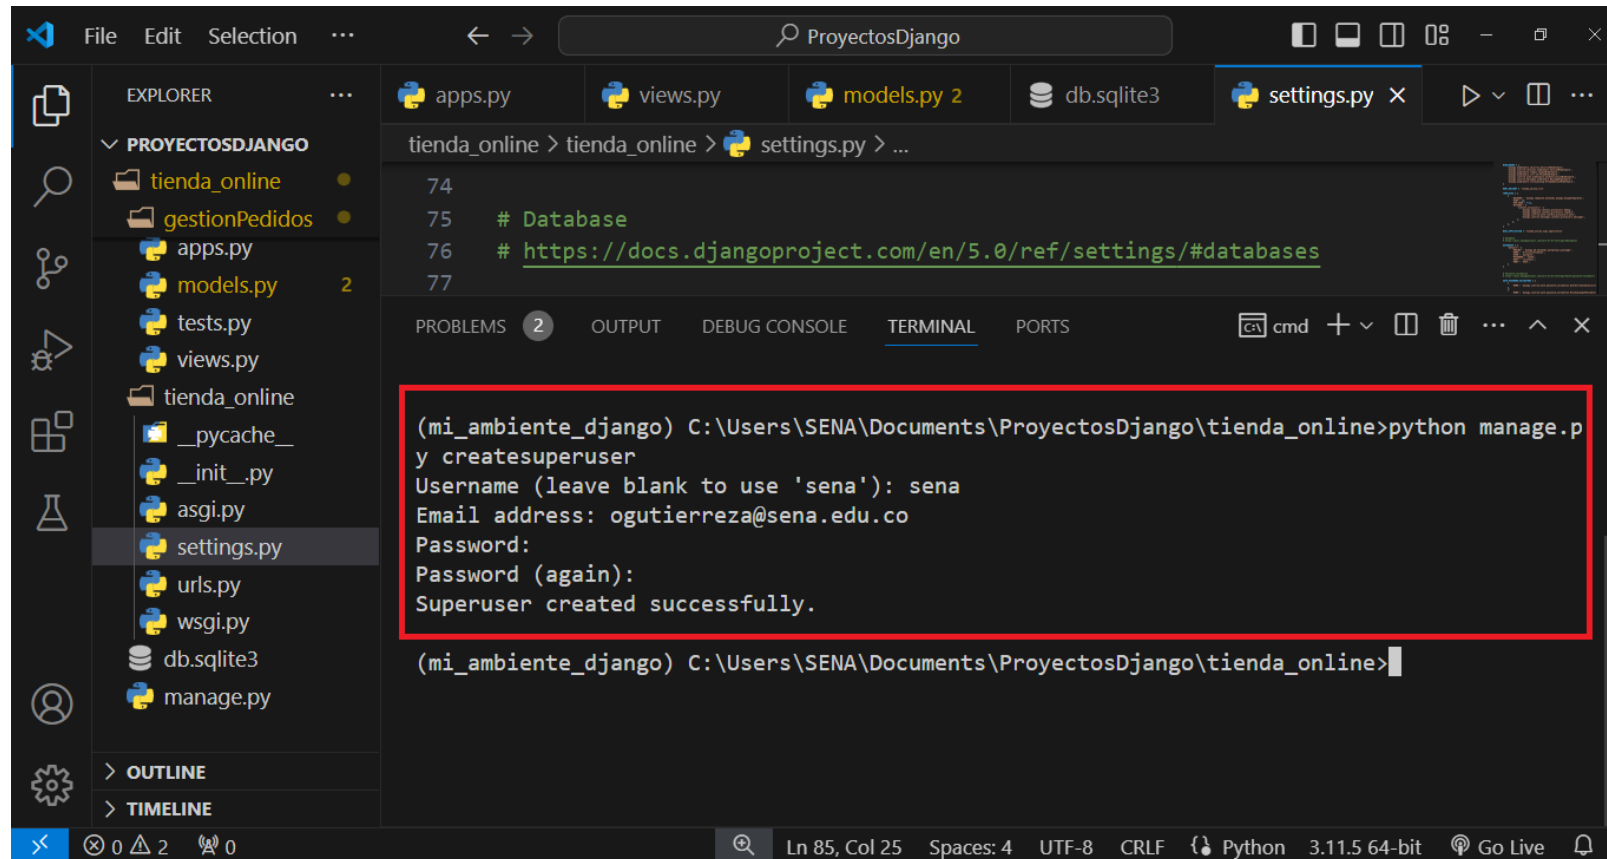 File Edit Selection ···
ProyectosDjango
EXPLORER ···
PROYECTOSDJANGO
tienda_online
gestionPedidos
apps.py
models.py 2
tests.py
views.py
tienda_online
__pycache__
__init__.py
asgi.py
settings.py
urls.py
wsgi.py
db.sqlite3
manage.py
OUTLINE
TIMELINE
apps.py views.py models.py 2 db.sqlite3 settings.py
tienda_online > tienda_online > settings.py > ...
74
75 # Database
76 # https://docs.djangoproject.com/en/5.0/ref/settings/#databases
77
PROBLEMS 2 OUTPUT DEBUG CONSOLE TERMINAL PORTS cmd
(mi_ambiente_django) C:\Users\SENA\Documents\ProyectosDjango\tienda_online>python manage.p
y createsuperuser
Username (leave blank to use 'sena'): sena
Email address: ogutierreza@sena.edu.co
Password:
Password (again):
Superuser created successfully.
(mi_ambiente_django) C:\Users\SENA\Documents\ProyectosDjango\tienda_online>
0 2 0 Ln 85, Col 25 Spaces: 4 UTF-8 CRLF Python 3.11.5 64-bit Go Live